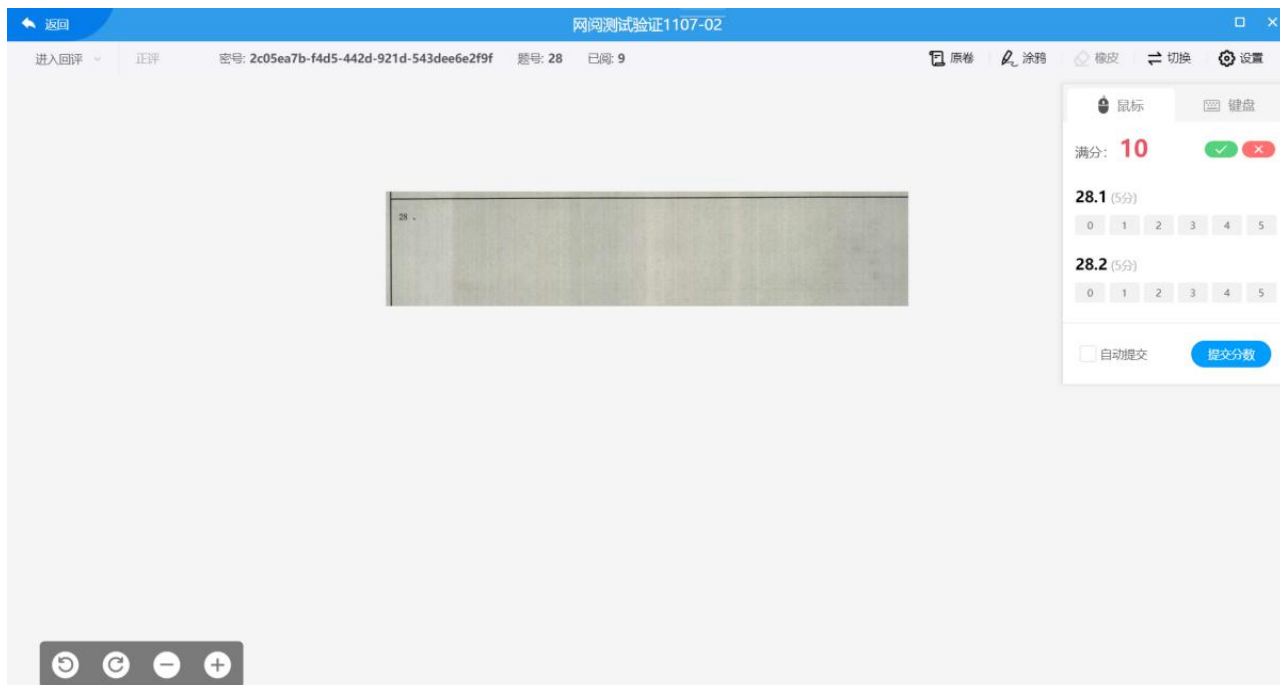 返回
网阅测试验证1107-02
进入回评 正评 密号: 2c05ea7b-f4d5-442d-921d-543dee6e2f9f 题号: 28 已阅: 9 原卷 涂鸦 橡皮 切换 设置
鼠标 键盘
满分: 10
28.1 (5分)
0 1 2 3 4 5
28.2 (5分)
0 1 2 3 4 5
自动提交 提交分数
28 .